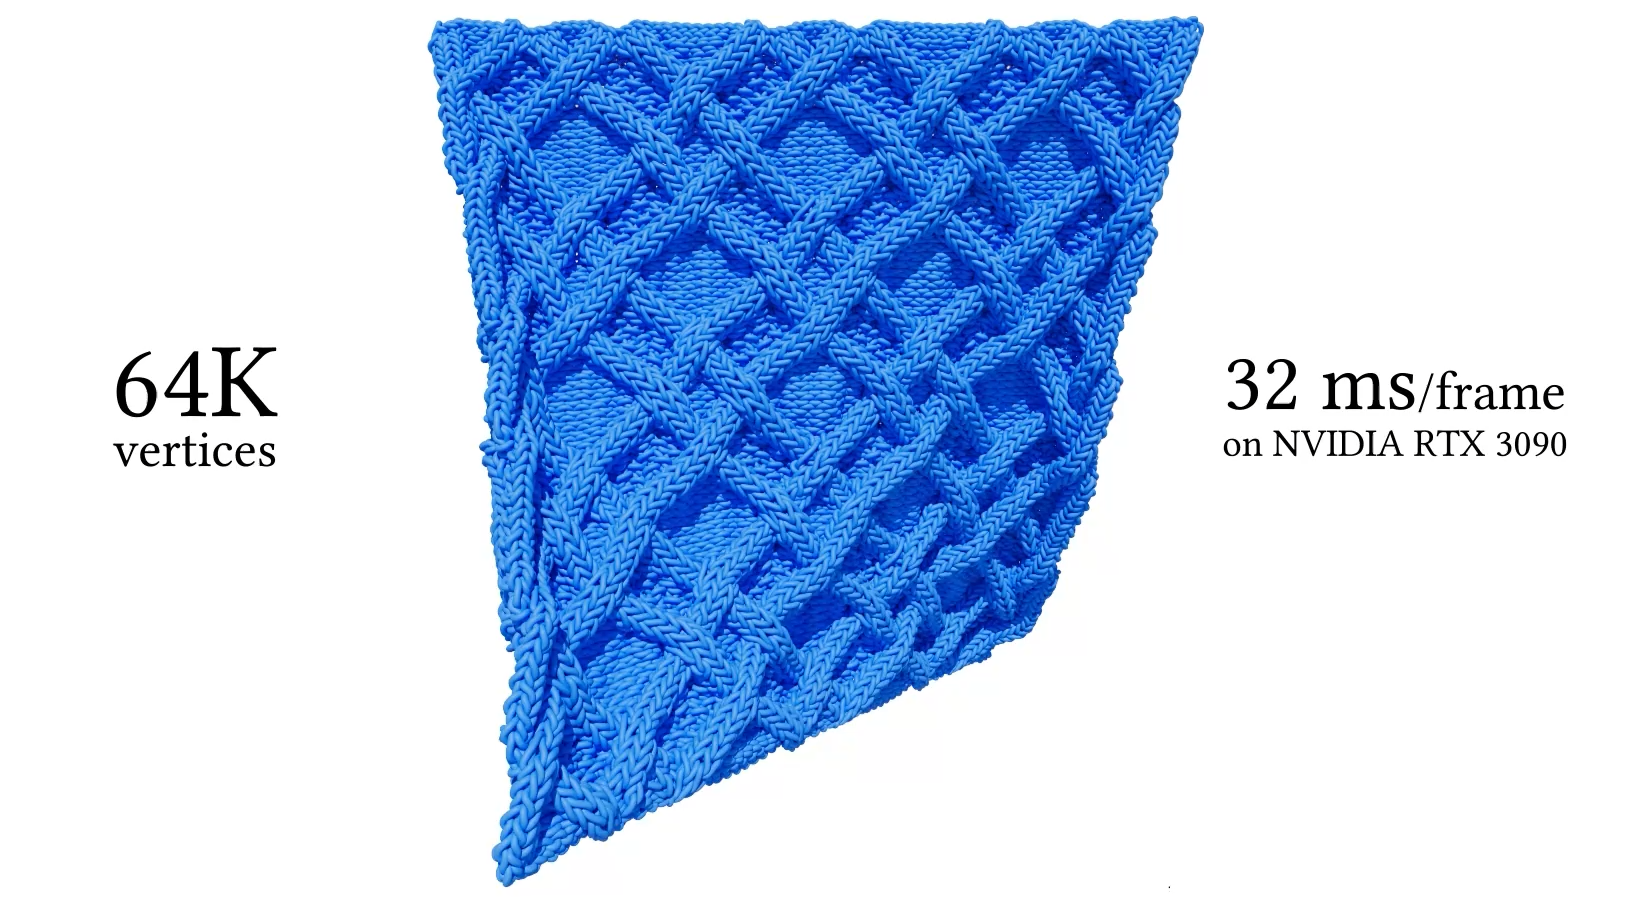 64K
vertices
32 ms/frame
on NVIDIA RTX 3090